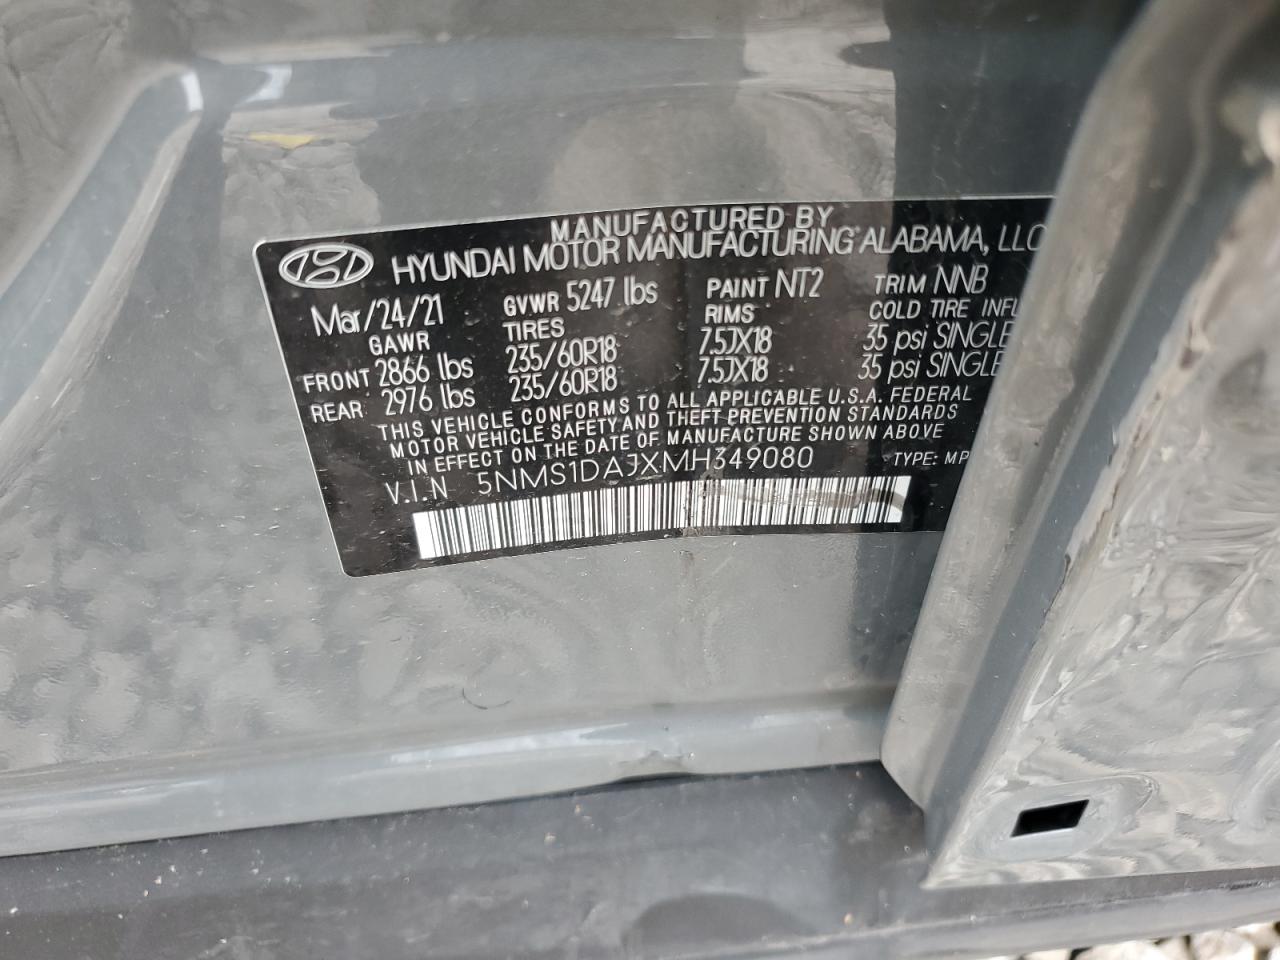 MANUFACTURED BY
HYUNDAI MOTOR MANUFACTURING ALABAMA, LLC
Mar/24/21 GVWR 5247 lbs PAINT NT2 TRIM NNB
GAWR TIRES RIMS COLD TIRE INFL
FRONT 2866 lbs 235/60R18 7.5JX18 35 psi SINGLE
REAR 2976 lbs 235/60R18 7.5JX18 35 psi SINGLE
THIS VEHICLE CONFORMS TO ALL APPLICABLE U.S.A. FEDERAL
MOTOR VEHICLE SAFETY AND THEFT PREVENTION STANDARDS
IN EFFECT ON THE DATE OF MANUFACTURE SHOWN ABOVE
V.I.N 5NMS1DAJXMH349080 TYPE: MP